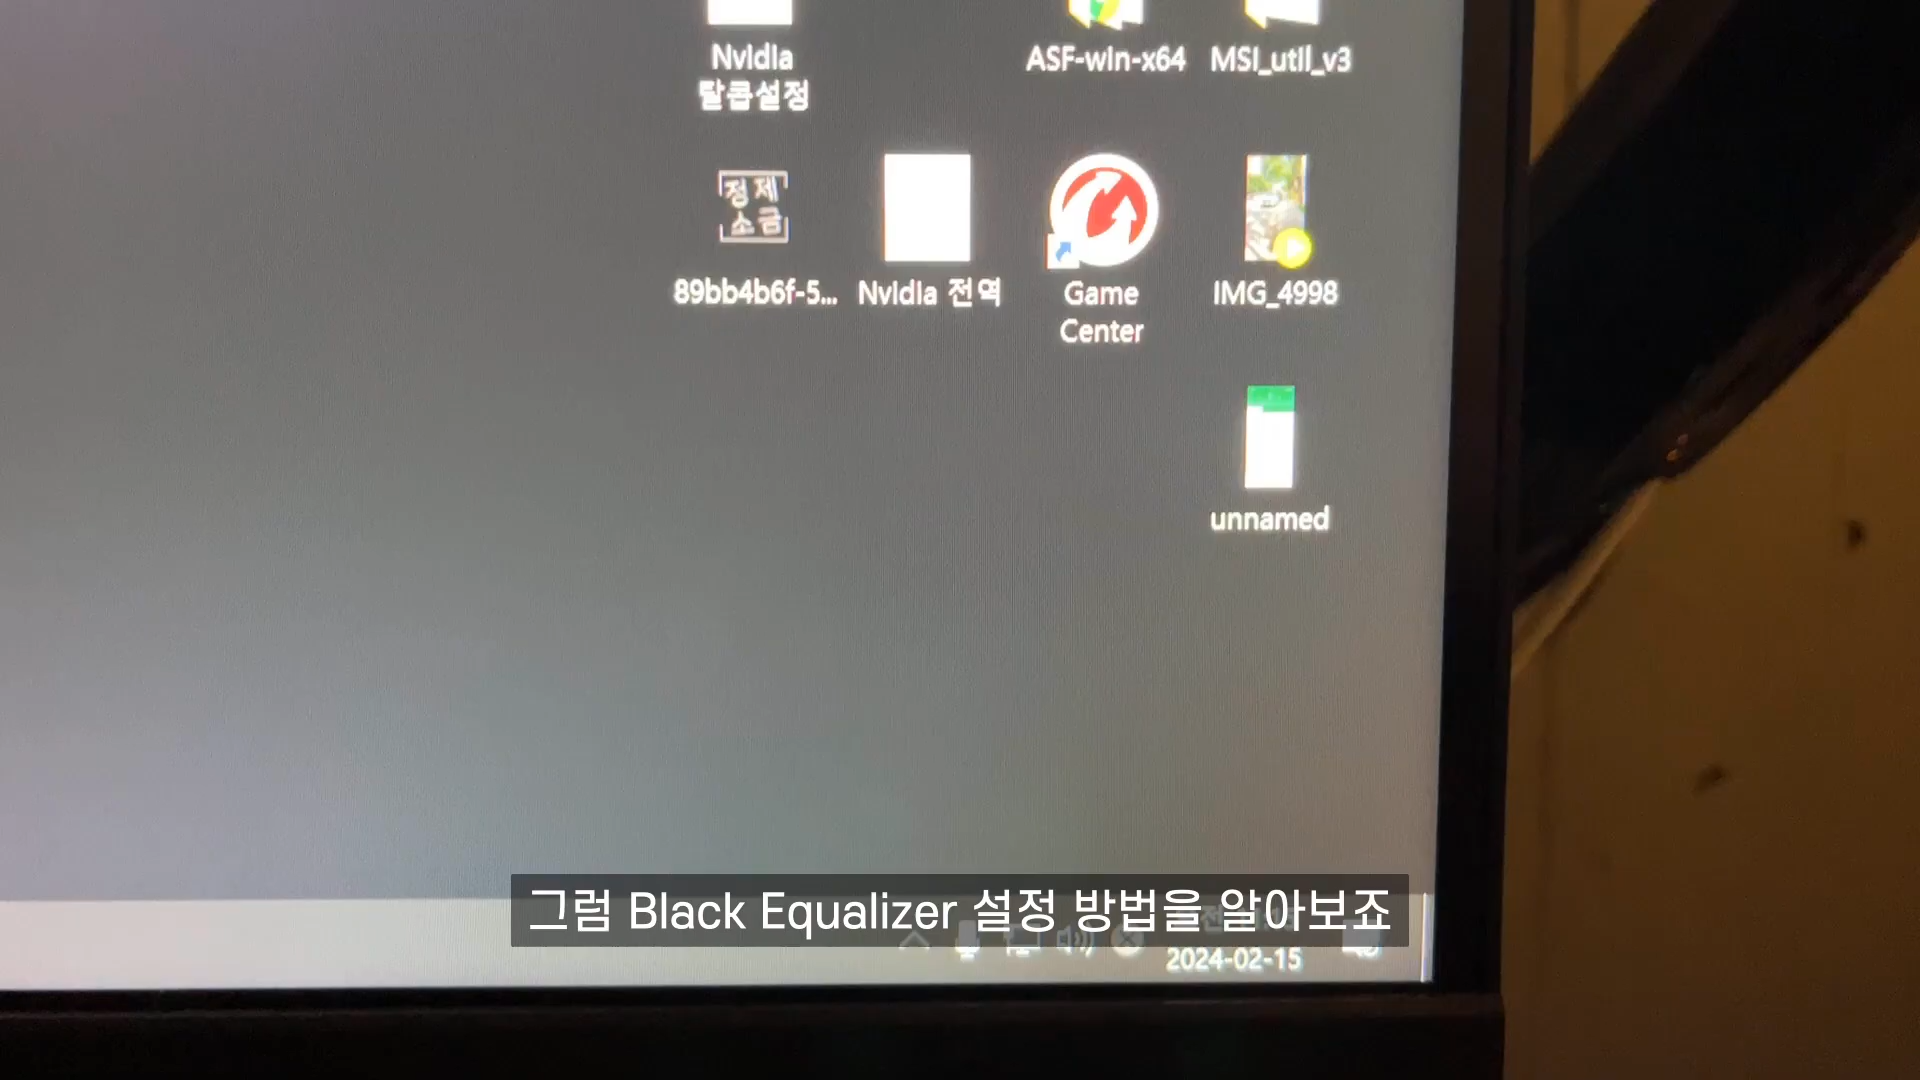 Nvidia
탈콥설정
ASF-win-x64
MSI_util_v3
정제
소금
89bb4b6f-5...
Nvidia 전역
Game
Center
IMG_4998
unnamed
그럼 Black Equalizer 설정 방법을 알아보죠
2024-02-15